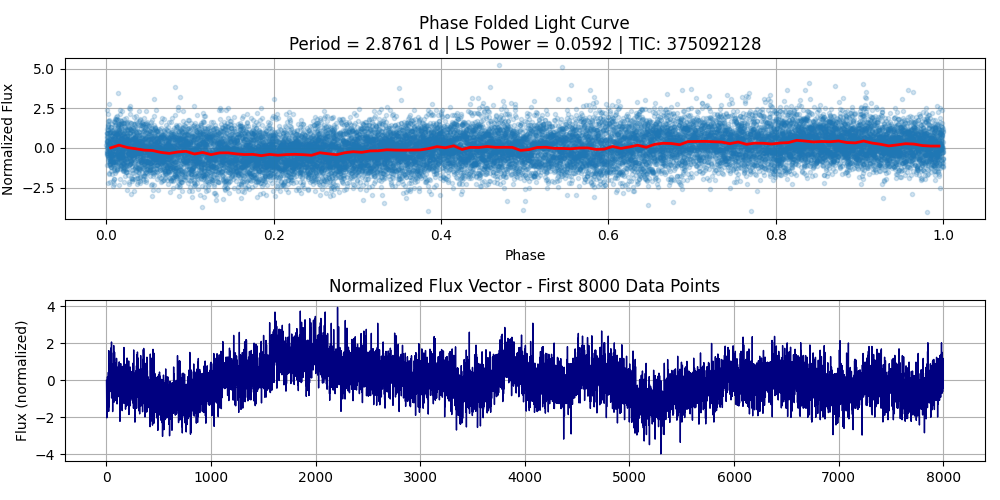 Phase Folded Light Curve
Period = 2.8761 d | LS Power = 0.0592 | TIC: 375092128
Normalized Flux
5.0
2.5
0.0
−2.5
0.0 0.2 0.4 0.6 0.8 1.0
Phase
Normalized Flux Vector - First 8000 Data Points
Flux (normalized)
4
2
0
−2
−4
0 1000 2000 3000 4000 5000 6000 7000 8000